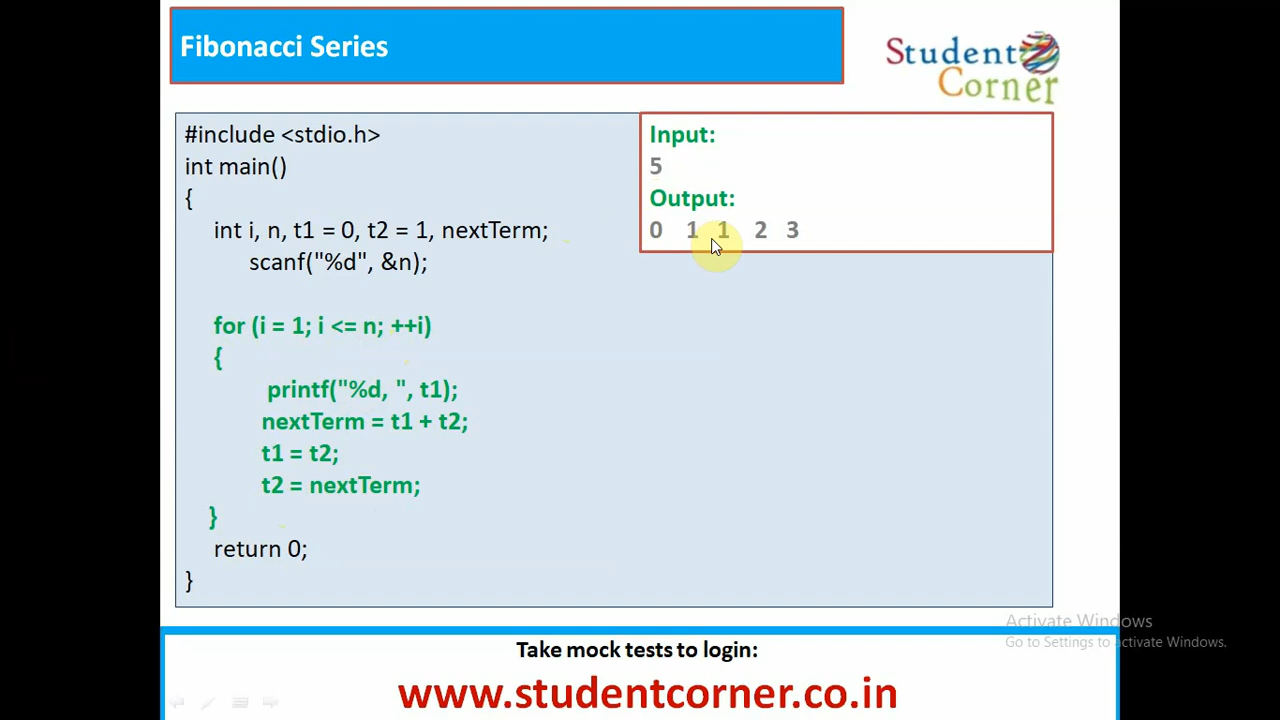 Fibonacci Series
Student
Corner
#include <stdio.h>
int main()
{
int i, n, t1 = 0, t2 = 1, nextTerm;
scanf("%d", &n);
for (i = 1; i <= n; ++i)
{
printf("%d, ", t1);
nextTerm = t1 + t2;
t1 = t2;
t2 = nextTerm;
}
return 0;
}
Input:
5
Output:
0 1 1 2 3
Activate Windows
Go to Settings to activate Windows.
Take mock tests to login:
www.studentcorner.co.in